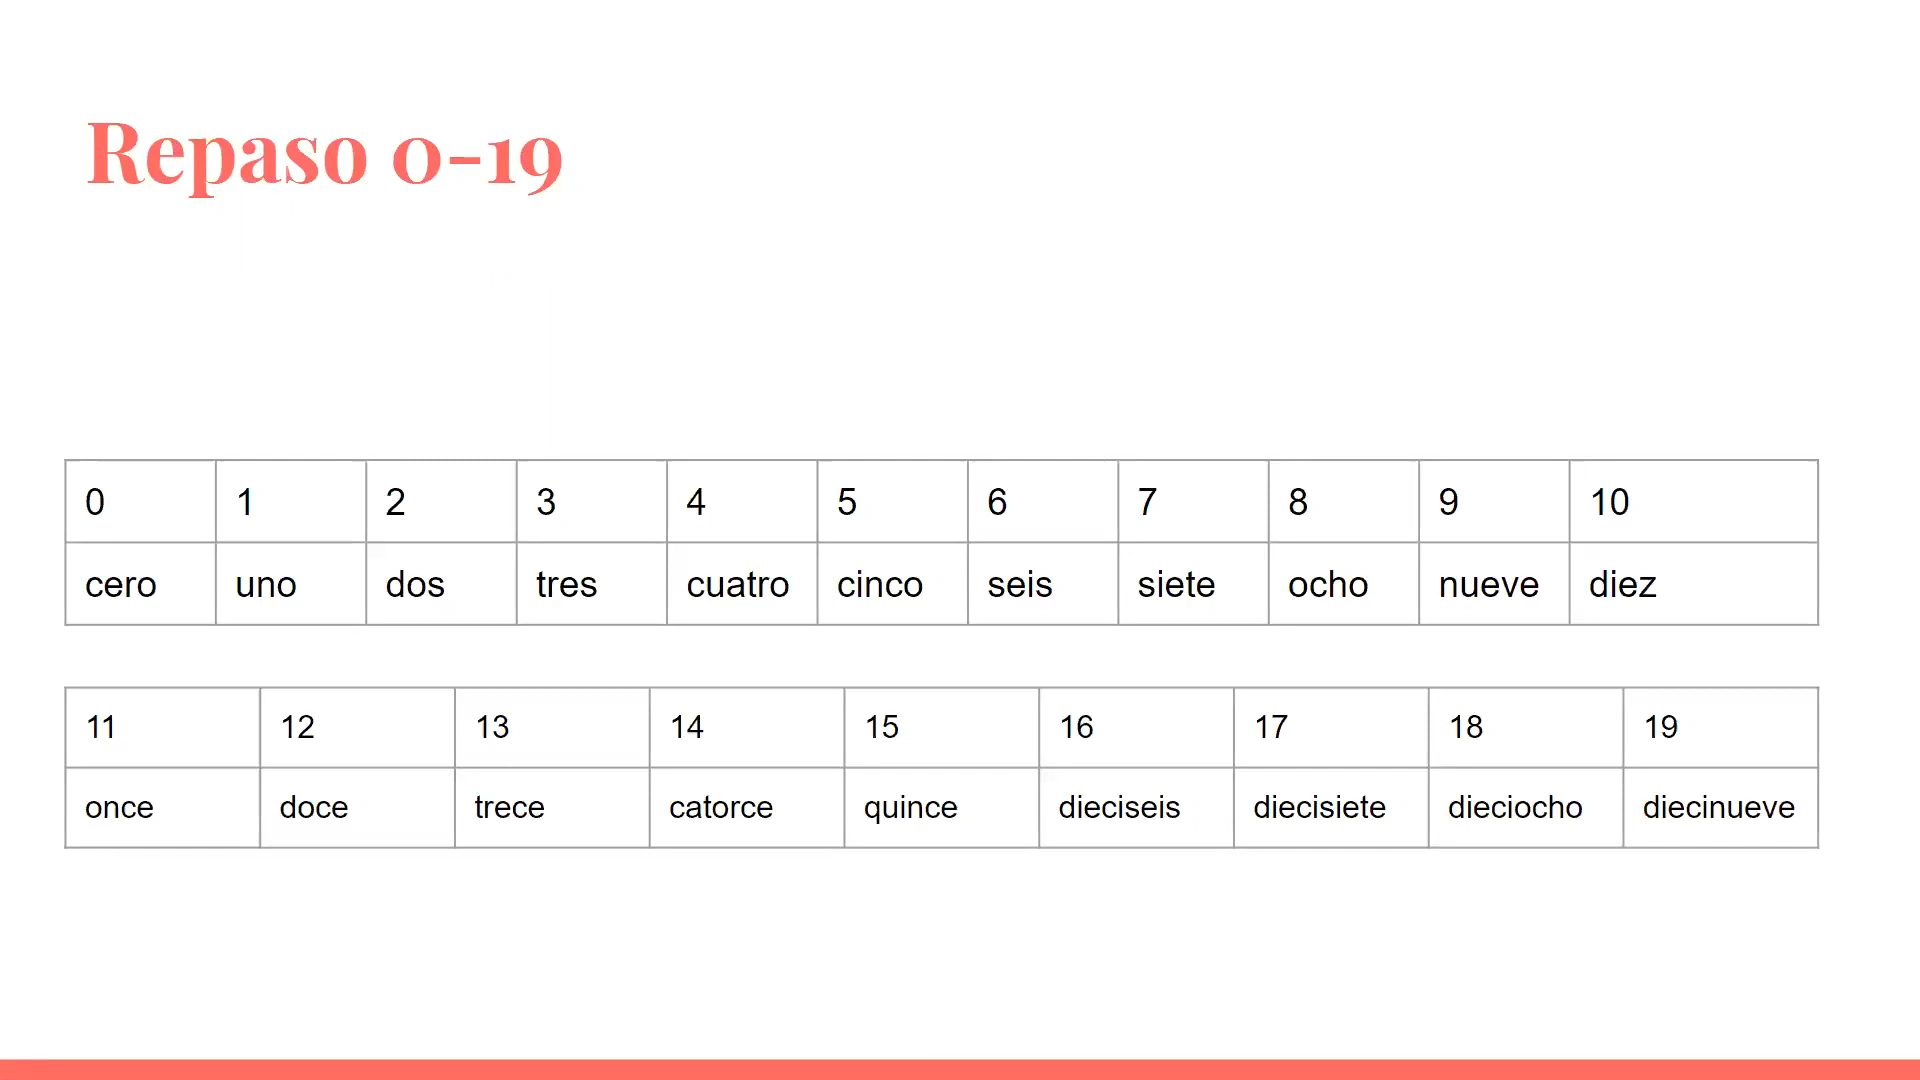 Repaso 0-19
0 1 2 3 4 5 6 7 8 9 10
cero uno dos tres cuatro cinco seis siete ocho nueve diez
11 12 13 14 15 16 17 18 19
once doce trece catorce quince dieciseis diecisiete dieciocho diecinueve